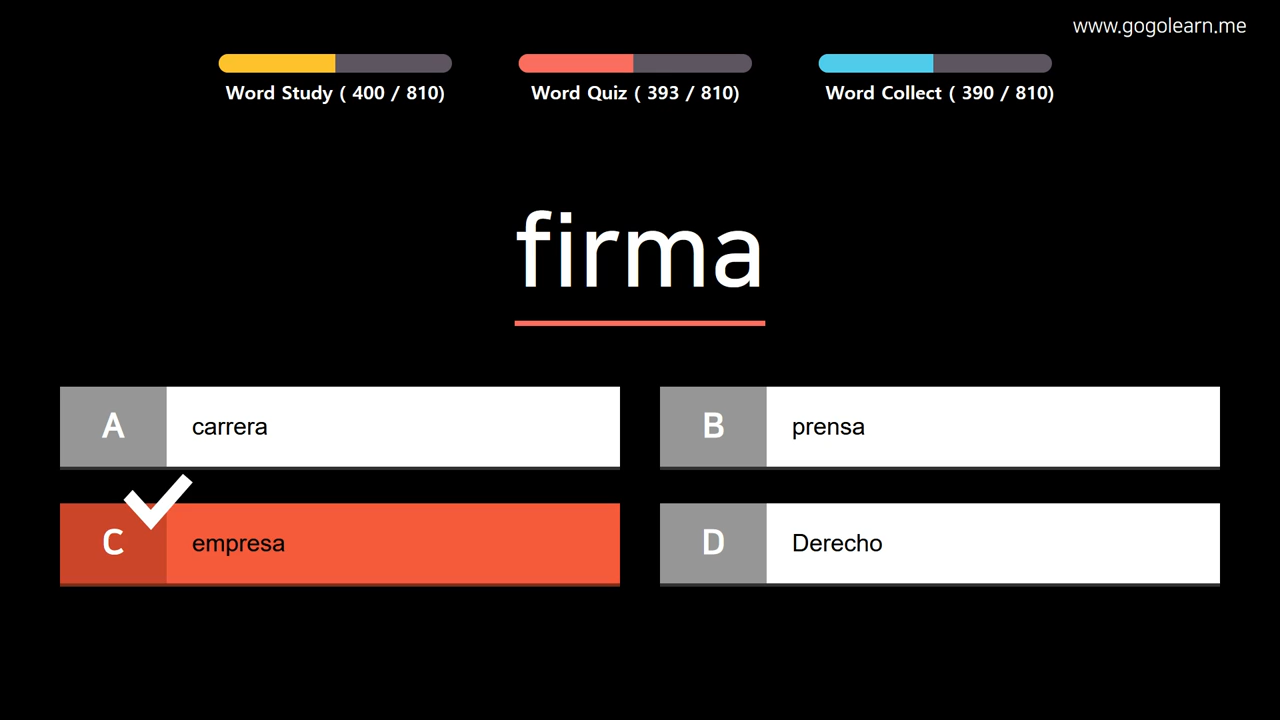 www.gogolearn.me
Word Study ( 400 / 810)
Word Quiz ( 393 / 810)
Word Collect ( 390 / 810)
firma
A carrera
B prensa
C empresa
D Derecho